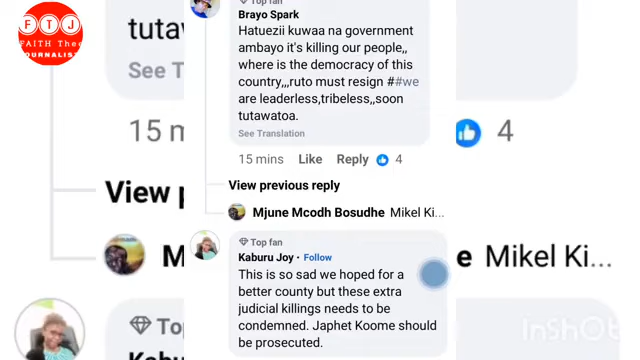 FTJ
FAITH The
JOURNALIST
Top fan
Brayo Spark
Hatuezii kuwaa na government
ambayo it's killing our people,,
where is the democracy of this
country,,,ruto must resign ##we
are leaderless,tribeless,,soon
tutawatoa.
See Translation
15 mins Like Reply 4
View previous reply
Mjune Mcodh Bosudhe Mikel Ki...
Top fan
Kaburu Joy • Follow
This is so sad we hoped for a
better county but these extra
judicial killings needs to be
condemned. Japhet Koome should
be prosecuted.
tutaw
See T
15 m
4
View p
M
e Mikel Ki...
Top
Kaburu
InShOt